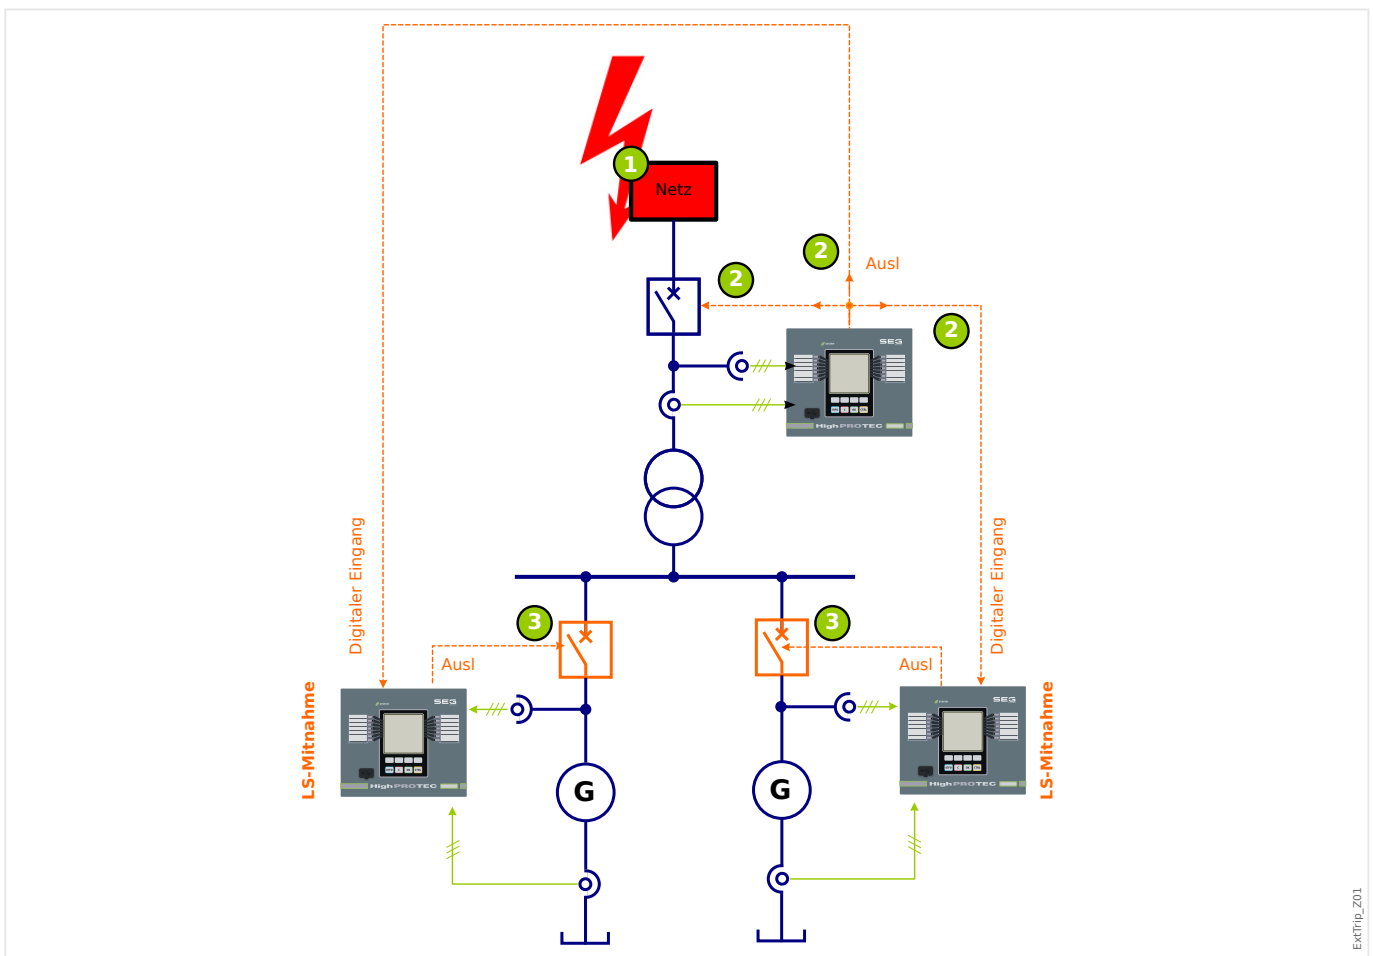 1
Netz
2
Ausl
2
2
SEG
HighPROTEC
Digitaler Eingang
Digitaler Eingang
3
3
Ausl
Ausl
LS-Mitnahme
SEG
HighPROTEC
SEG
HighPROTEC
LS-Mitnahme
G
G
ExtTrip_Z01